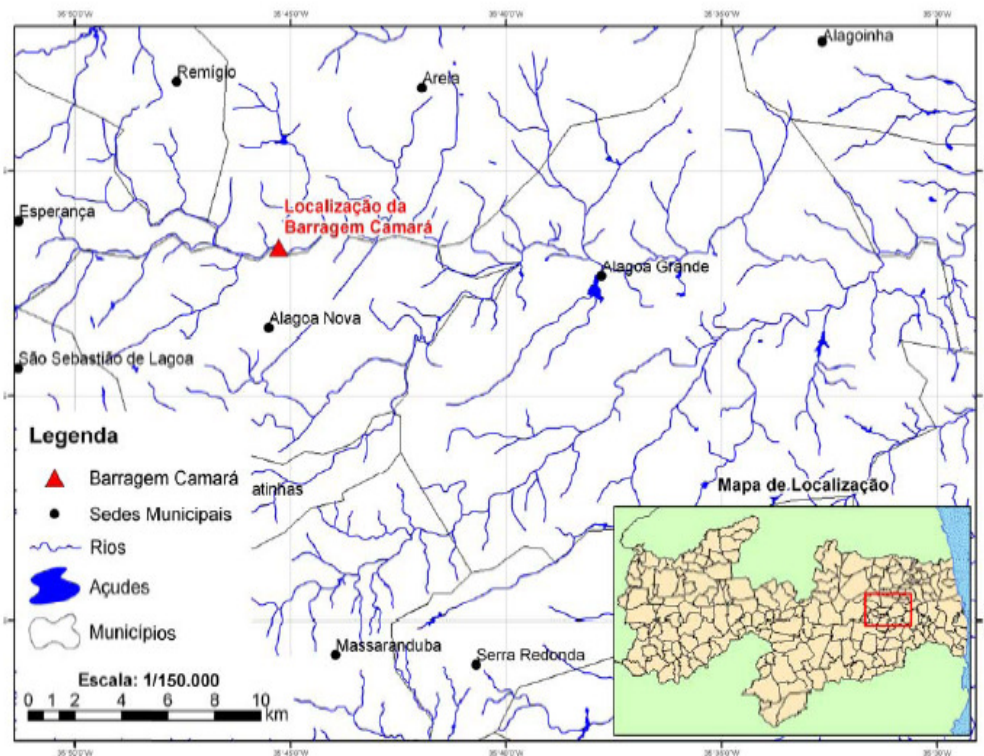 Alagoinha
Remígio
Areia
Localização da
Barragem Camará
Esperança
Alagoa Grande
Alagoa Nova
São Sebastião de Lagoa
Legenda
Barragem Camará
Sedes Municipais
Rios
Açudes
Municípios
Escala: 1/150.000
0 1 2 4 6 8 10
km
atinhas
Massaranduba
Serra Redonda
Mapa de Localização